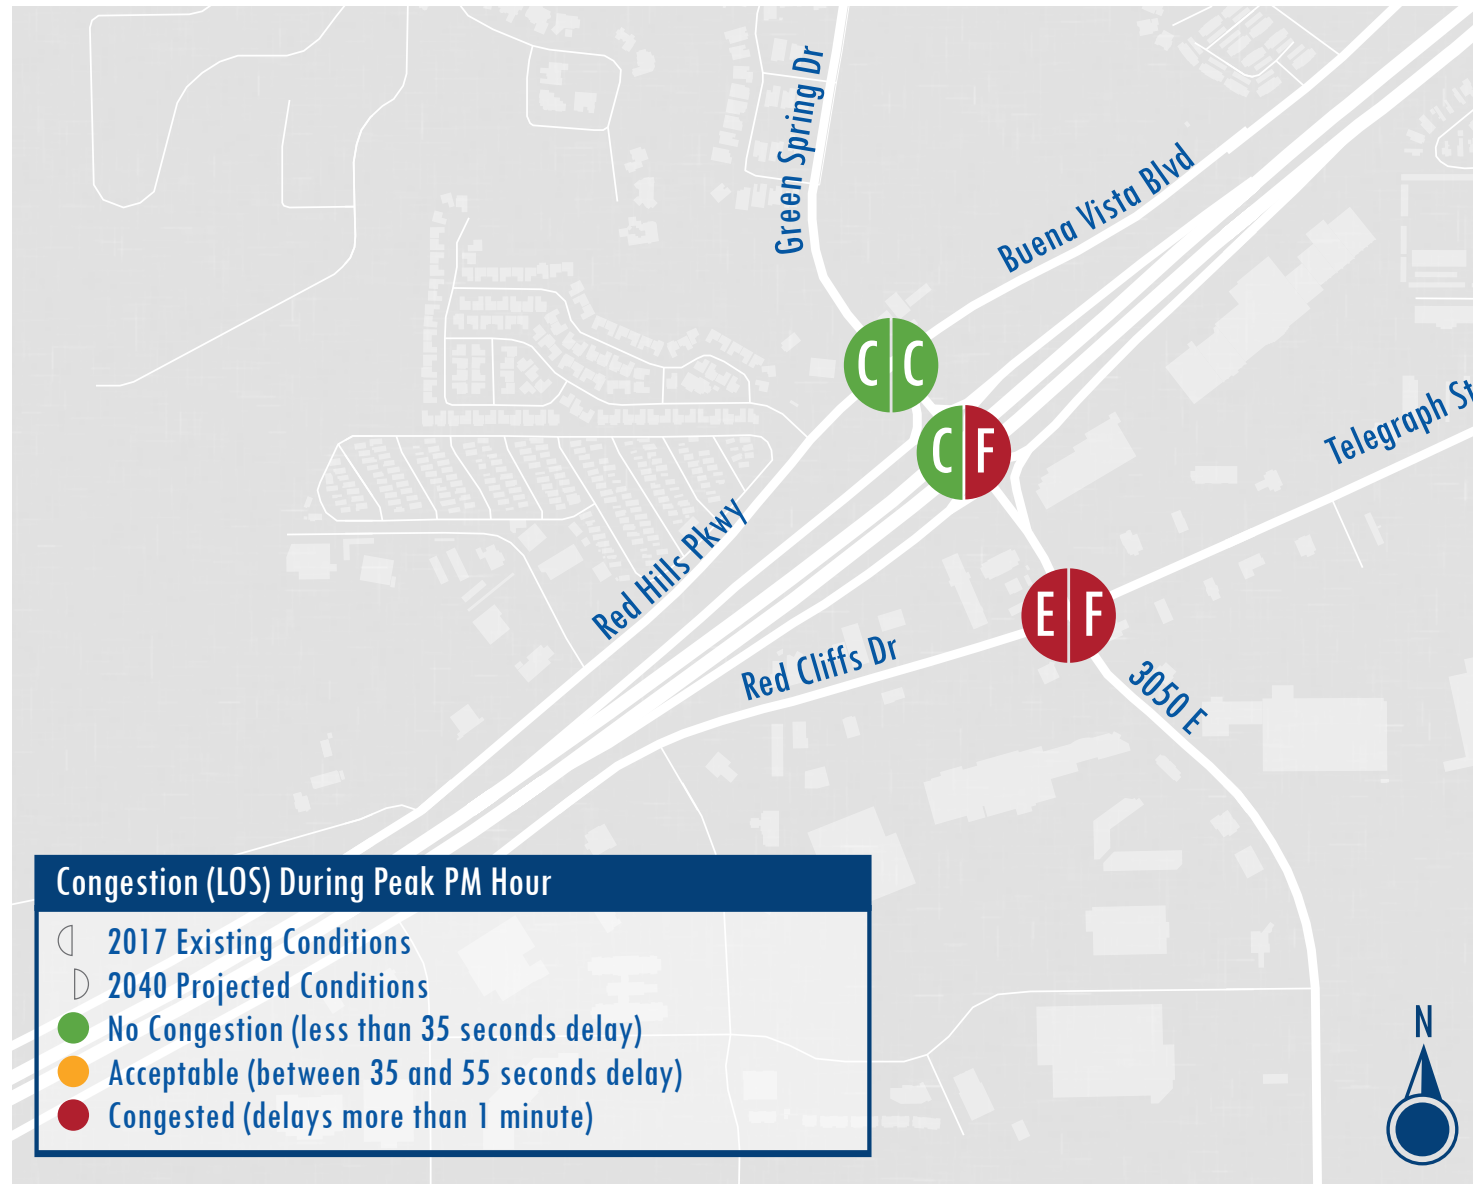 Green Spring Dr
Buena Vista Blvd
C C
C F
Telegraph St
Red Hills Pkwy
E F
Red Cliffs Dr
3050 E
Congestion (LOS) During Peak PM Hour
2017 Existing Conditions
2040 Projected Conditions
No Congestion (less than 35 seconds delay)
Acceptable (between 35 and 55 seconds delay)
Congested (delays more than 1 minute)
N